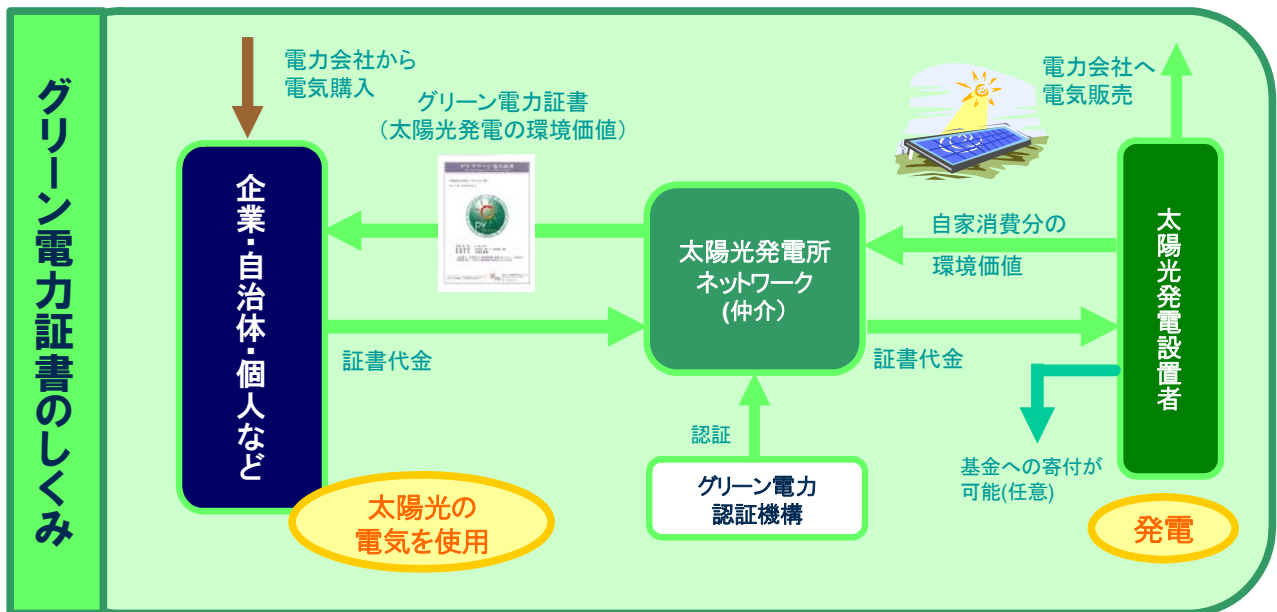 グリーン電力証書のしくみ
電力会社から
電気購入
グリーン電力証書
（太陽光発電の環境価値）
企業・自治体・個人など
証書代金
太陽光の
電気を使用
太陽光発電所
ネットワーク
(仲介）
認証
グリーン電力
認証機構
自家消費分の
環境価値
証書代金
電力会社へ
電気販売
太陽光発電設置者
基金への寄付が
可能(任意)
発電